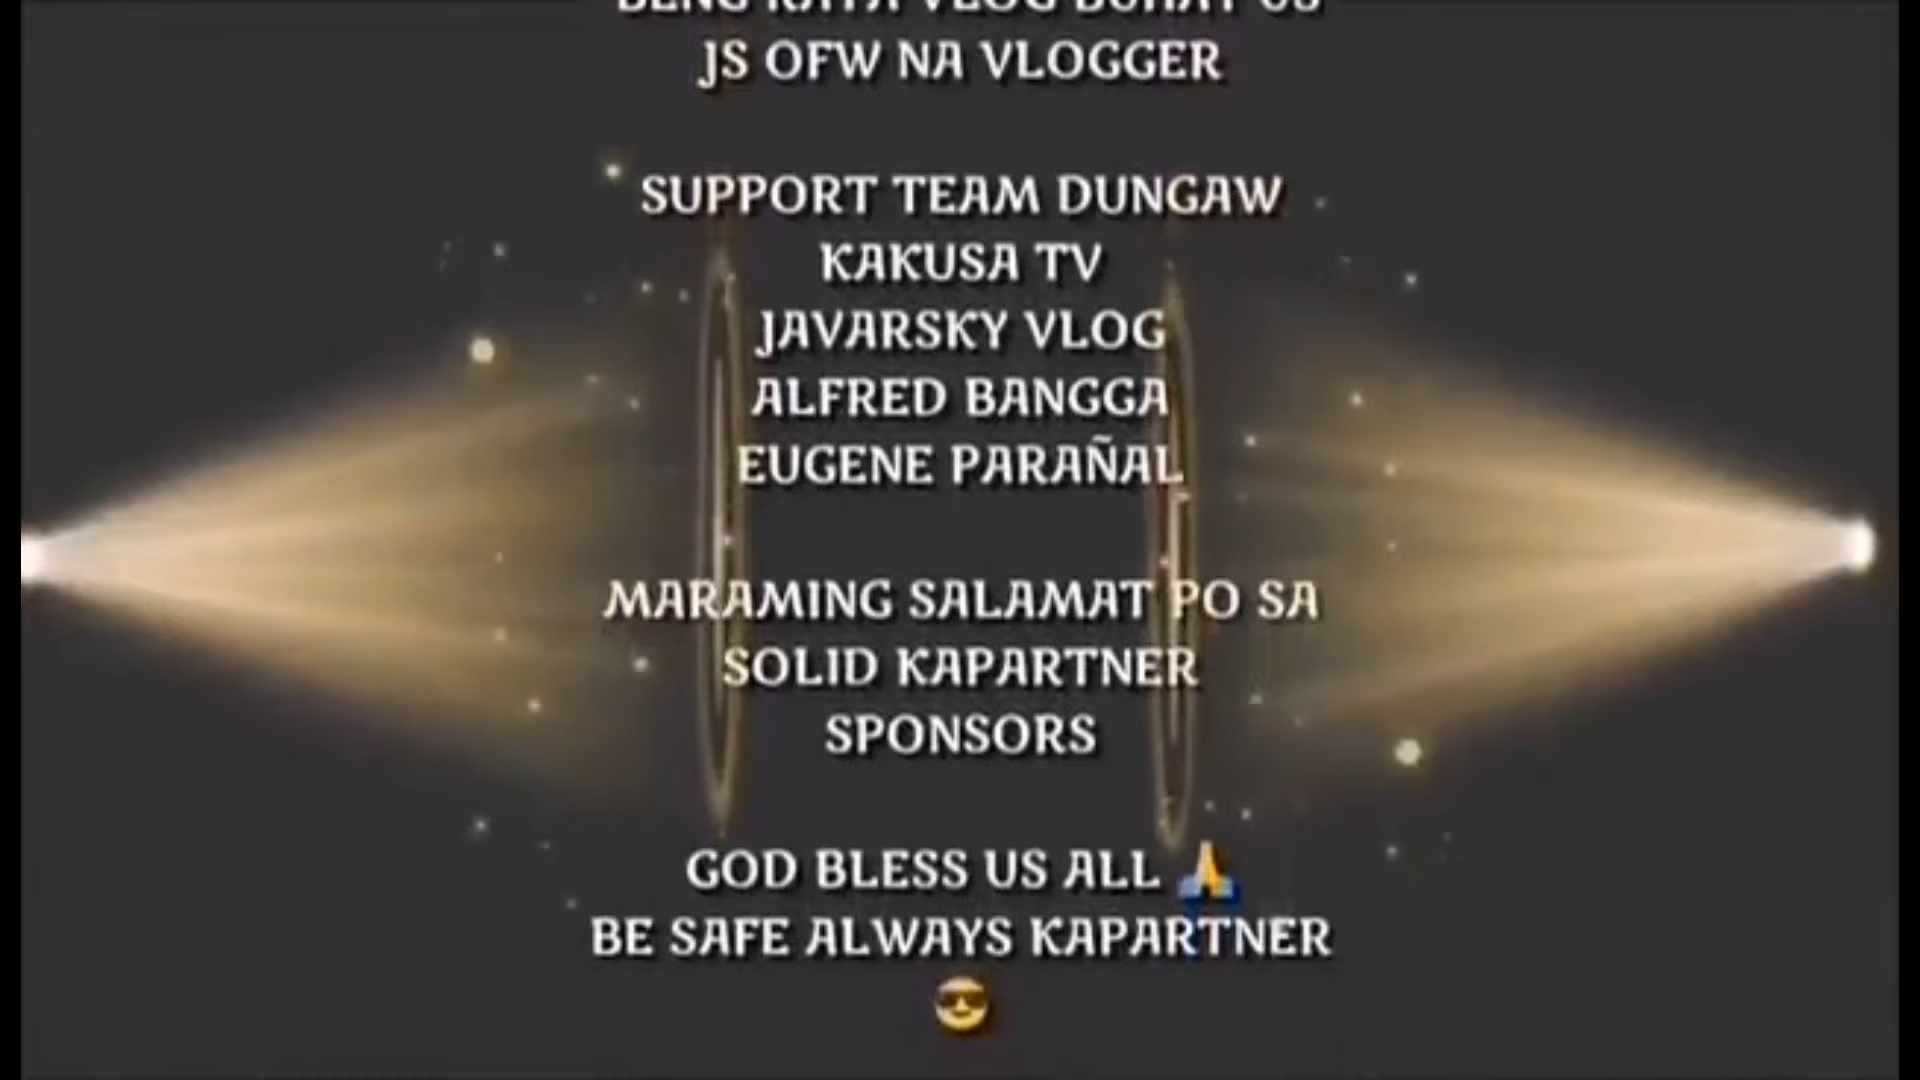 JS OFW NA VLOGGER
SUPPORT TEAM DUNGAW
KAKUSA TV
JAVARSKY VLOG
ALFRED BANGGA
EUGENE PARAÑAL
MARAMING SALAMAT PO SA
SOLID KAPARTNER
SPONSORS
GOD BLESS US ALL 🙏
BE SAFE ALWAYS KAPARTNER
😎